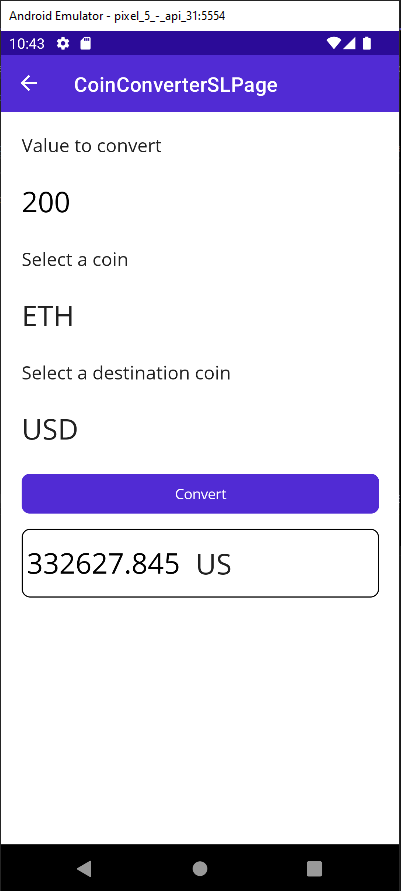 Android Emulator - pixel_5_-_api_31:5554
10:43
CoinConverterSLPage
Value to convert
200
Select a coin
ETH
Select a destination coin
USD
Convert
332627.845 US